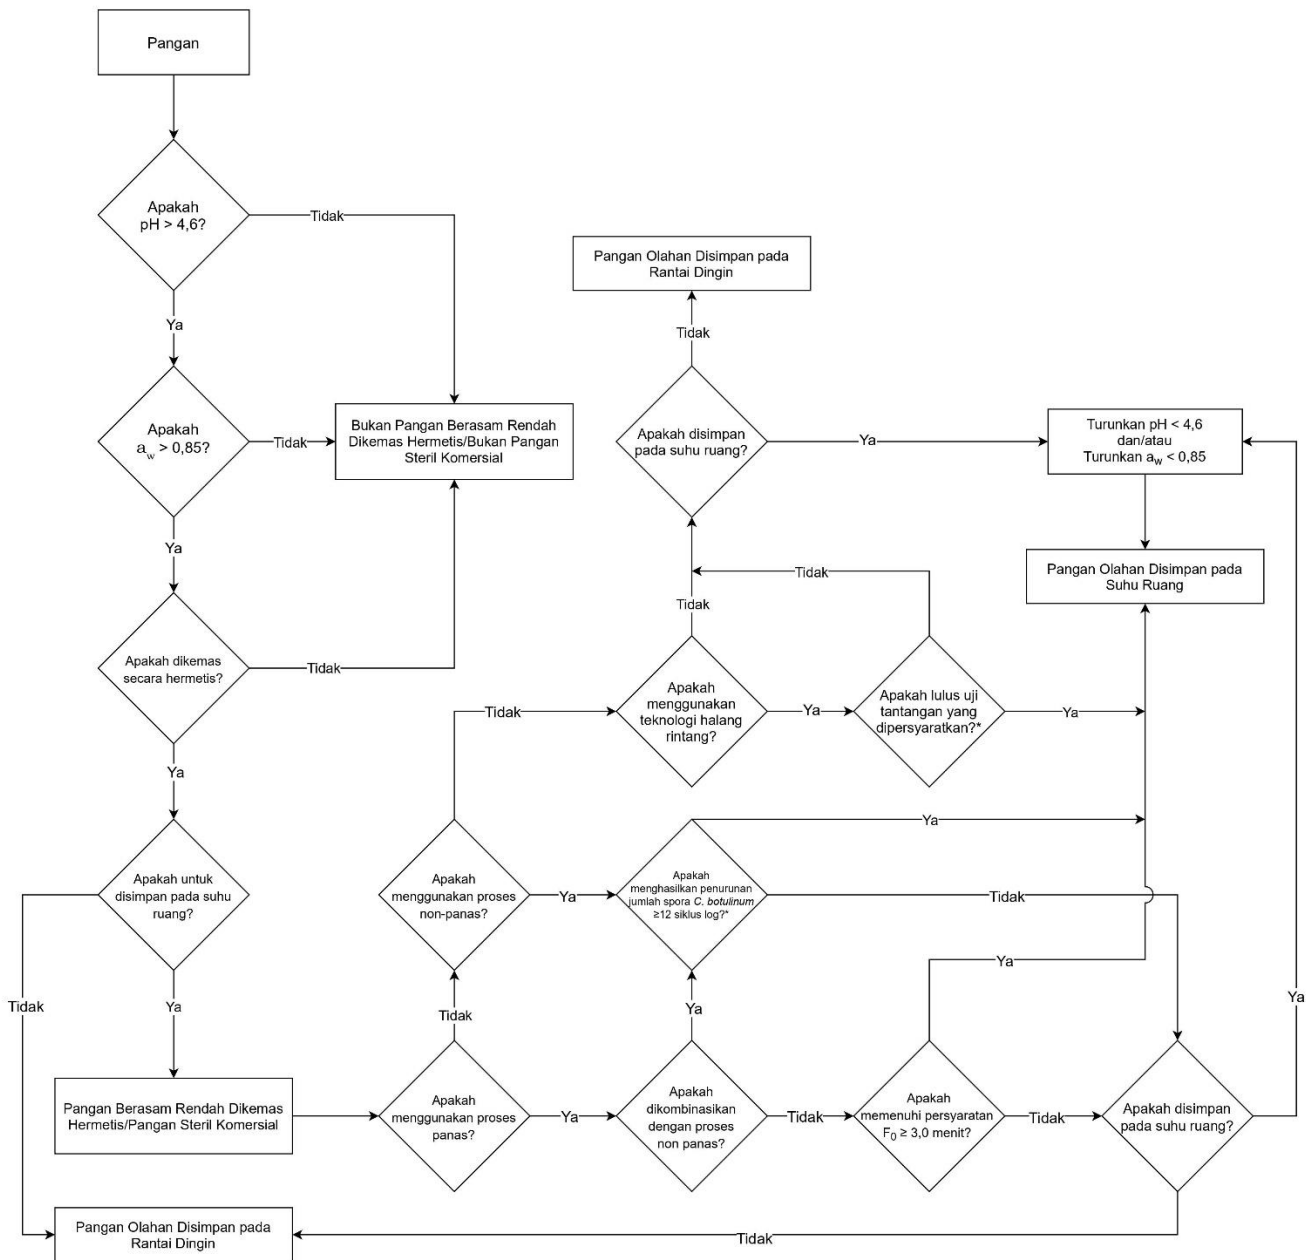 Pangan
Apakah
pH > 4,6?
Tidak
Ya
Apakah
a_w > 0,85?
Tidak
Bukan Pangan Berasam Rendah
Dikemas Hermetis/Bukan Pangan
Steril Komersial
Ya
Apakah dikemas
secara hermetis?
Tidak
Ya
Apakah untuk
disimpan pada suhu
ruang?
Tidak
Ya
Pangan Berasam Rendah Dikemas
Hermetis/Pangan Steril Komersial
Pangan Olahan Disimpan pada
Rantai Dingin
Apakah
menggunakan proses
panas?
Tidak
Ya
Apakah
menggunakan proses
non-panas?
Tidak
Ya
Pangan Olahan Disimpan pada
Rantai Dingin
Tidak
Apakah disimpan
pada suhu ruang?
Ya
Tidak
Tidak
Apakah
menggunakan
teknologi halang
rintang?
Ya
Apakah lulus uji
tantangan yang
dipersyaratkan?*
Ya
Turunkan pH < 4,6
dan/atau
Turunkan a_w < 0,85
Pangan Olahan Disimpan pada
Suhu Ruang
Apakah
menghasilkan penurunan
jumlah spora C. botulinum
≥12 siklus log?*
Ya
Tidak
Ya
Apakah
dikombinasikan
dengan proses
non panas?
Tidak
Apakah
memenuhi persyaratan
F₀ ≥ 3,0 menit?
Ya
Tidak
Apakah disimpan
pada suhu ruang?
Ya
Tidak